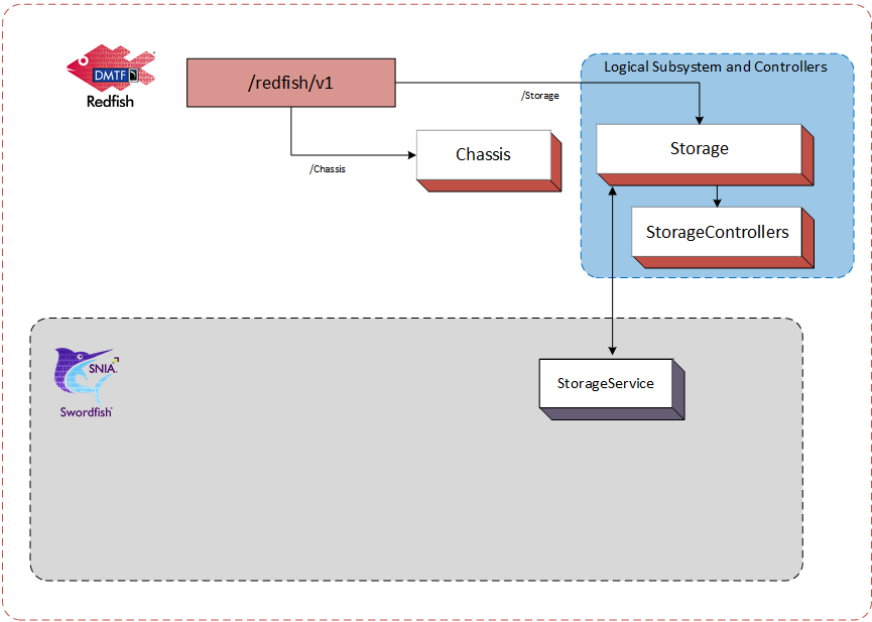 DMTF
Redfish
/redfish/v1
/Storage
Logical Subsystem and Controllers
/Chassis
Chassis
Storage
StorageControllers
SNIA.
Swordfish
StorageService